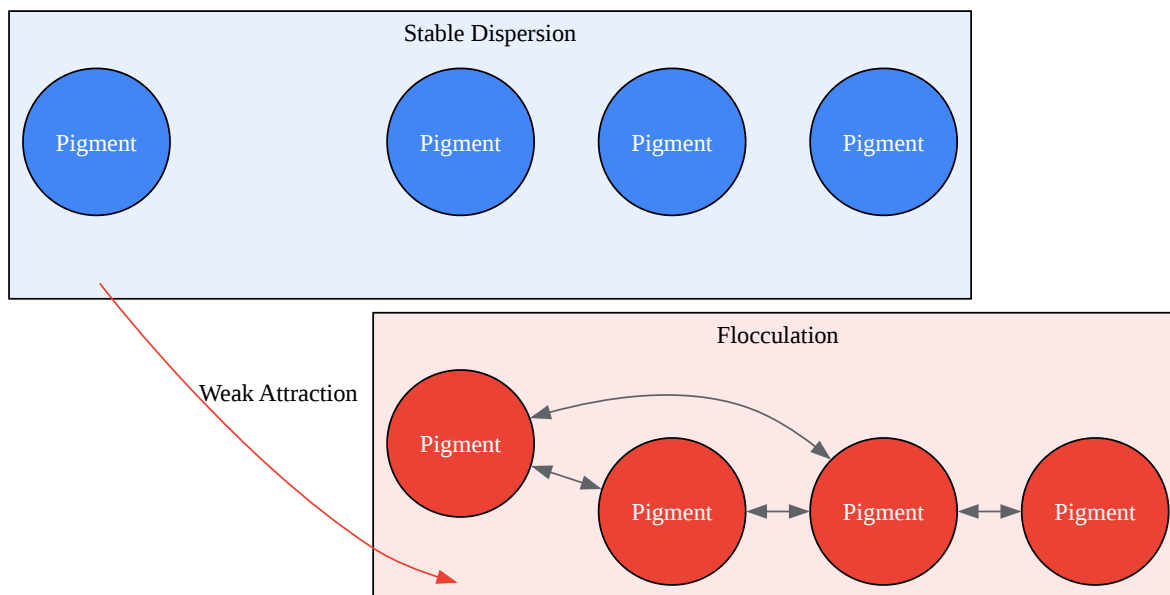 Stable Dispersion
Pigment
Pigment
Pigment
Pigment
Flocculation
Weak Attraction
Pigment
Pigment
Pigment
Pigment